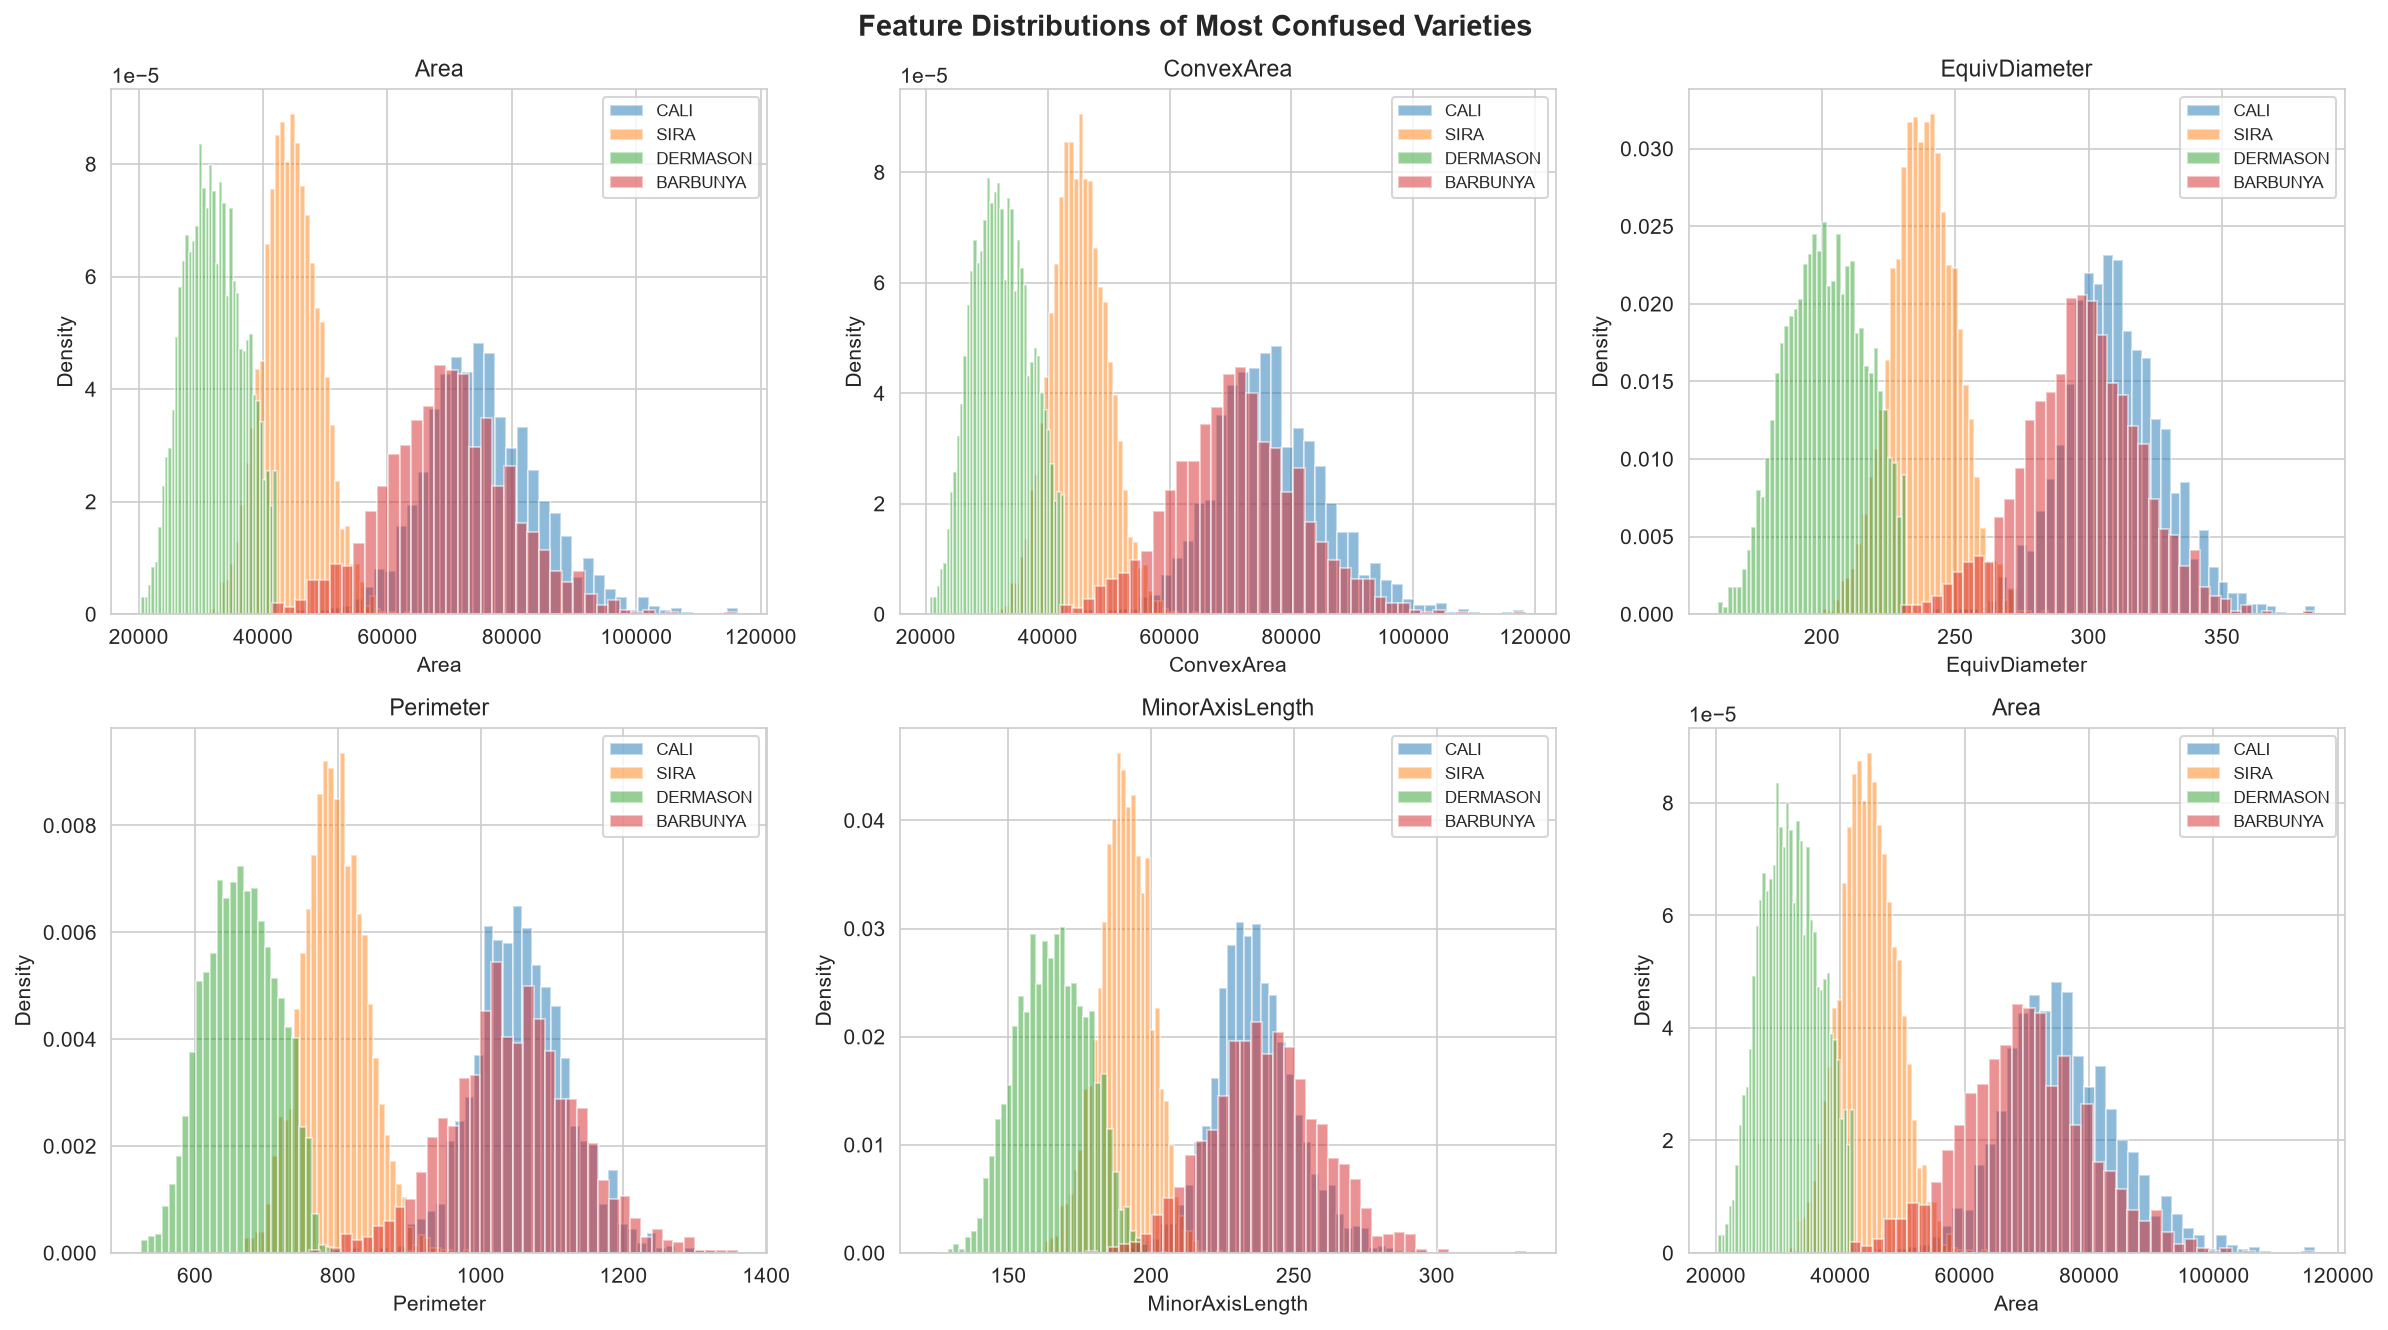 Feature Distributions of Most Confused Varieties
Area
1e−5
CALI
SIRA
DERMASON
BARBUNYA
Density
8
6
4
2
0
20000 40000 60000 80000 100000 120000
Area
ConvexArea
1e−5
CALI
SIRA
DERMASON
BARBUNYA
Density
8
6
4
2
0
20000 40000 60000 80000 100000 120000
ConvexArea
EquivDiameter
CALI
SIRA
DERMASON
BARBUNYA
Density
0.030
0.025
0.020
0.015
0.010
0.005
0.000
200 250 300 350
EquivDiameter
Perimeter
CALI
SIRA
DERMASON
BARBUNYA
Density
0.008
0.006
0.004
0.002
0.000
600 800 1000 1200 1400
Perimeter
MinorAxisLength
CALI
SIRA
DERMASON
BARBUNYA
Density
0.04
0.03
0.02
0.01
0.00
150 200 250 300
MinorAxisLength
Area
1e−5
CALI
SIRA
DERMASON
BARBUNYA
Density
8
6
4
2
0
20000 40000 60000 80000 100000 120000
Area